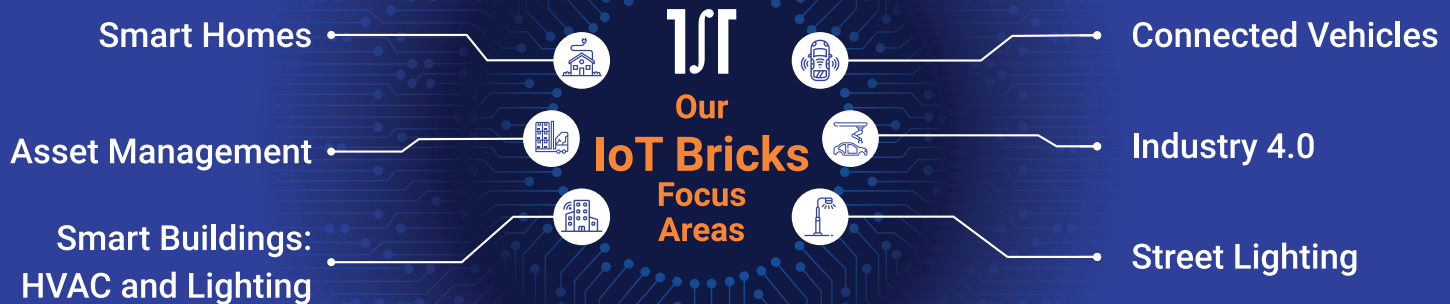 Smart Homes
Asset Management
Smart Buildings:
HVAC and Lighting
Our
IoT Bricks
Focus
Areas
Connected Vehicles
Industry 4.0
Street Lighting